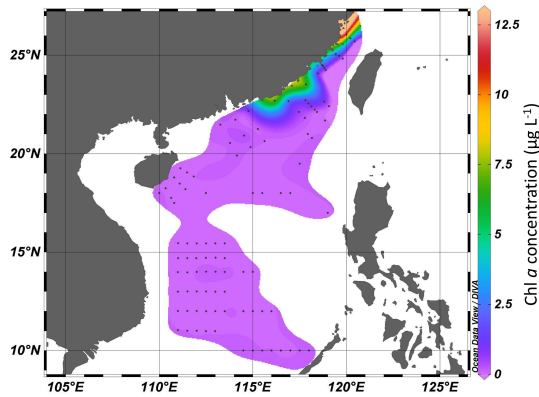 25°N
20°N
15°N
10°N
105°E
110°E
115°E
120°E
125°E
12.5
10
7.5
5
2.5
0
Chl a concentration (µg L-1)
Ocean Data View / DIVA